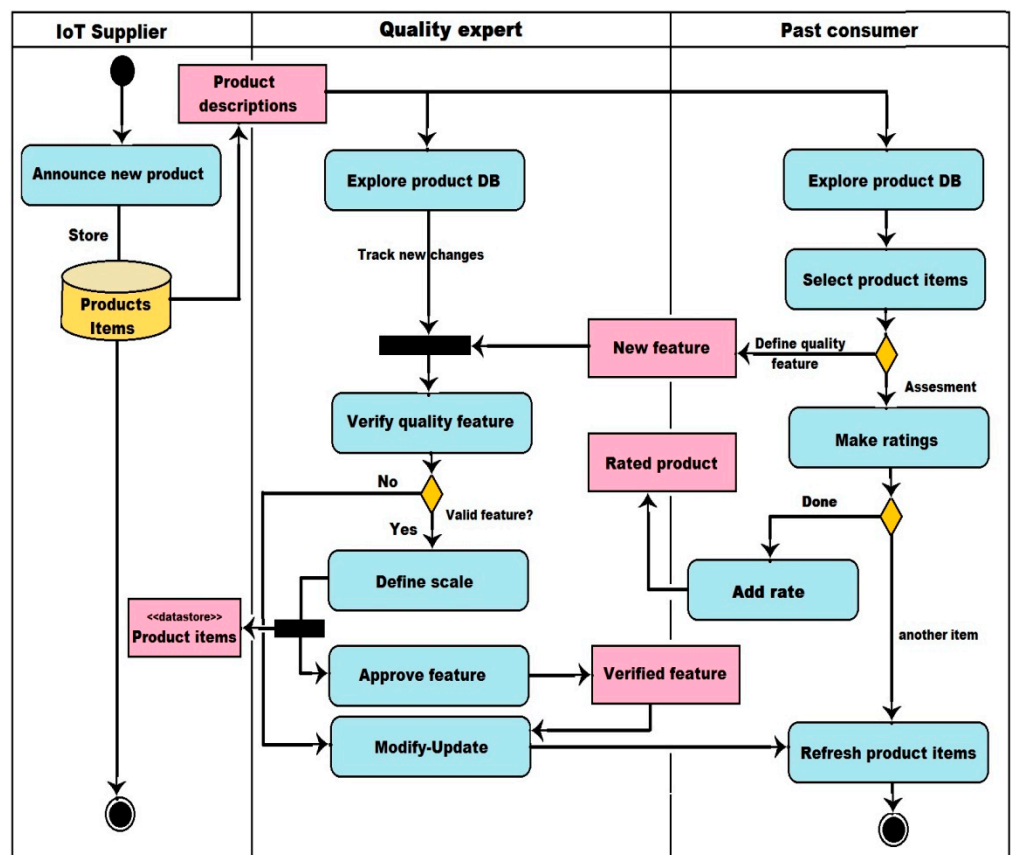 IoT Supplier
Quality expert
Past consumer
Product
descriptions
Announce new product
Explore product DB
Explore product DB
Store
Track new changes
Select product items
Products
Items
New feature
Define quality
feature
Assesment
Verify quality feature
Make ratings
Rated product
No
Valid feature?
Done
Yes
Define scale
Add rate
<<datastore>>
Product items
another item
Approve feature
Verified feature
Modify-Update
Refresh product items